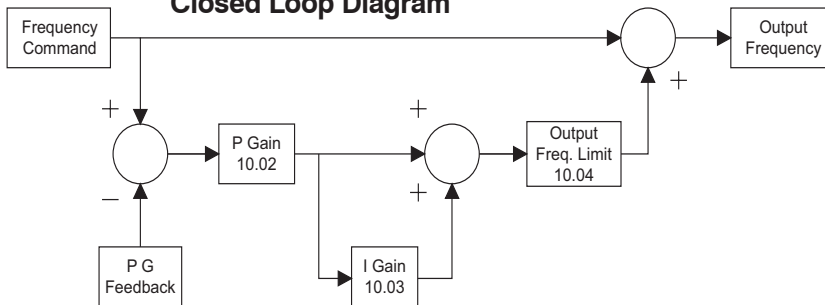 Closed Loop Diagram
Frequency
Command
Output
Frequency
+
+
P Gain
10.02
+
Output
Freq. Limit
10.04
−
+
P G
Feedback
I Gain
10.03